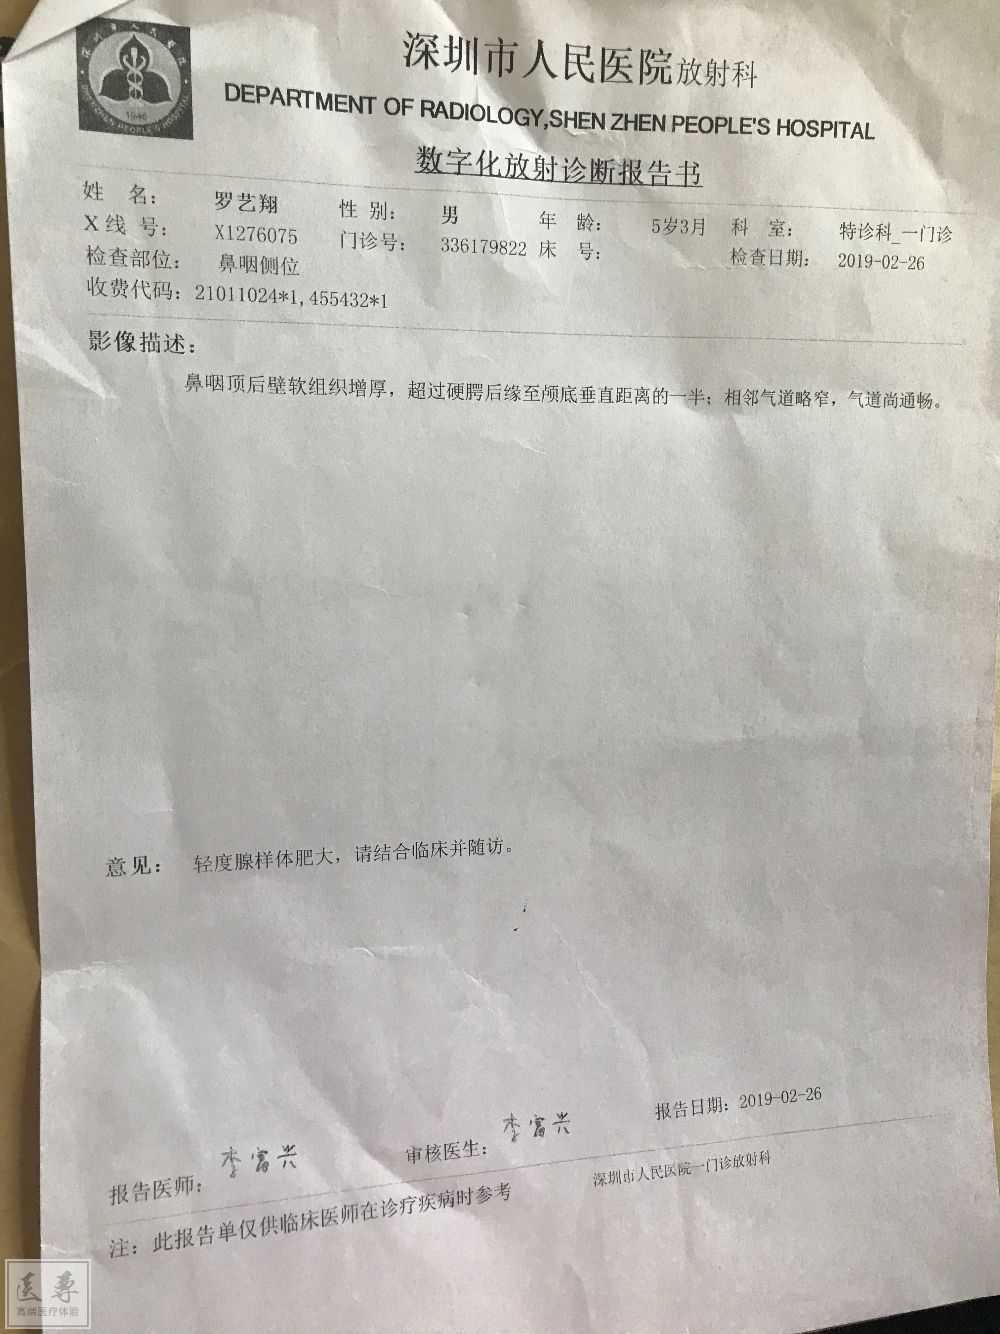 深圳市人民医院放射科
DEPARTMENT OF RADIOLOGY,SHEN ZHEN PEOPLE'S HOSPITAL
1946
数字化放射诊断报告书
姓 名： 罗艺翔 性 别： 男 年 龄： 5岁3月 科 室： 特诊科_一门诊
X 线 号： X1276075 门诊号： 336179822 床 号： 检查日期： 2019-02-26
检查部位： 鼻咽侧位
收费代码：21011024*1,455432*1
影像描述：
鼻咽顶后壁软组织增厚，超过硬腭后缘至颅底垂直距离的一半；相邻气道略窄，气道尚通畅。
意见： 轻度腺样体肥大，请结合临床并随访。
报告医师： 李富兴 审核医生： 李富兴 报告日期：2019-02-26
注：此报告单仅供临床医师在诊疗疾病时参考 深圳市人民医院一门诊放射科
医尊
高端医疗体验